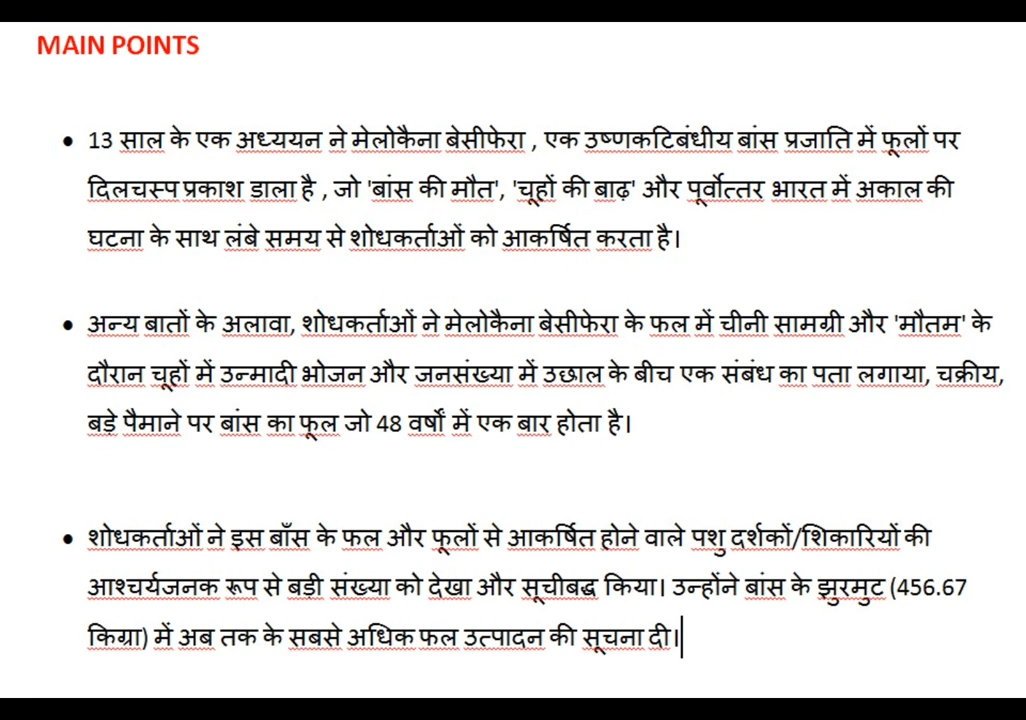 MAIN POINTS
• 13 साल के एक अध्ययन ने मेलोकैना बेसीफेरा , एक उष्णकटिबंधीय बांस प्रजाति में फूलों पर
दिलचस्प प्रकाश डाला है , जो 'बांस की मौत', 'चूहों की बाढ़' और पूर्वोत्तर भारत में अकाल की
घटना के साथ लंबे समय से शोधकर्ताओं को आकर्षित करता है।
• अन्य बातों के अलावा, शोधकर्ताओं ने मेलोकैना बेसीफेरा के फल में चीनी सामग्री और 'मौतम' के
दौरान चूहों में उन्मादी भोजन और जनसंख्या में उछाल के बीच एक संबंध का पता लगाया, चक्रीय,
बड़े पैमाने पर बांस का फूल जो 48 वर्षों में एक बार होता है।
• शोधकर्ताओं ने इस बाँस के फल और फूलों से आकर्षित होने वाले पशु दर्शकों/शिकारियों की
आश्चर्यजनक रूप से बड़ी संख्या को देखा और सूचीबद्ध किया। उन्होंने बांस के झुरमुट (456.67
किग्रा) में अब तक के सबसे अधिक फल उत्पादन की सूचना दी।